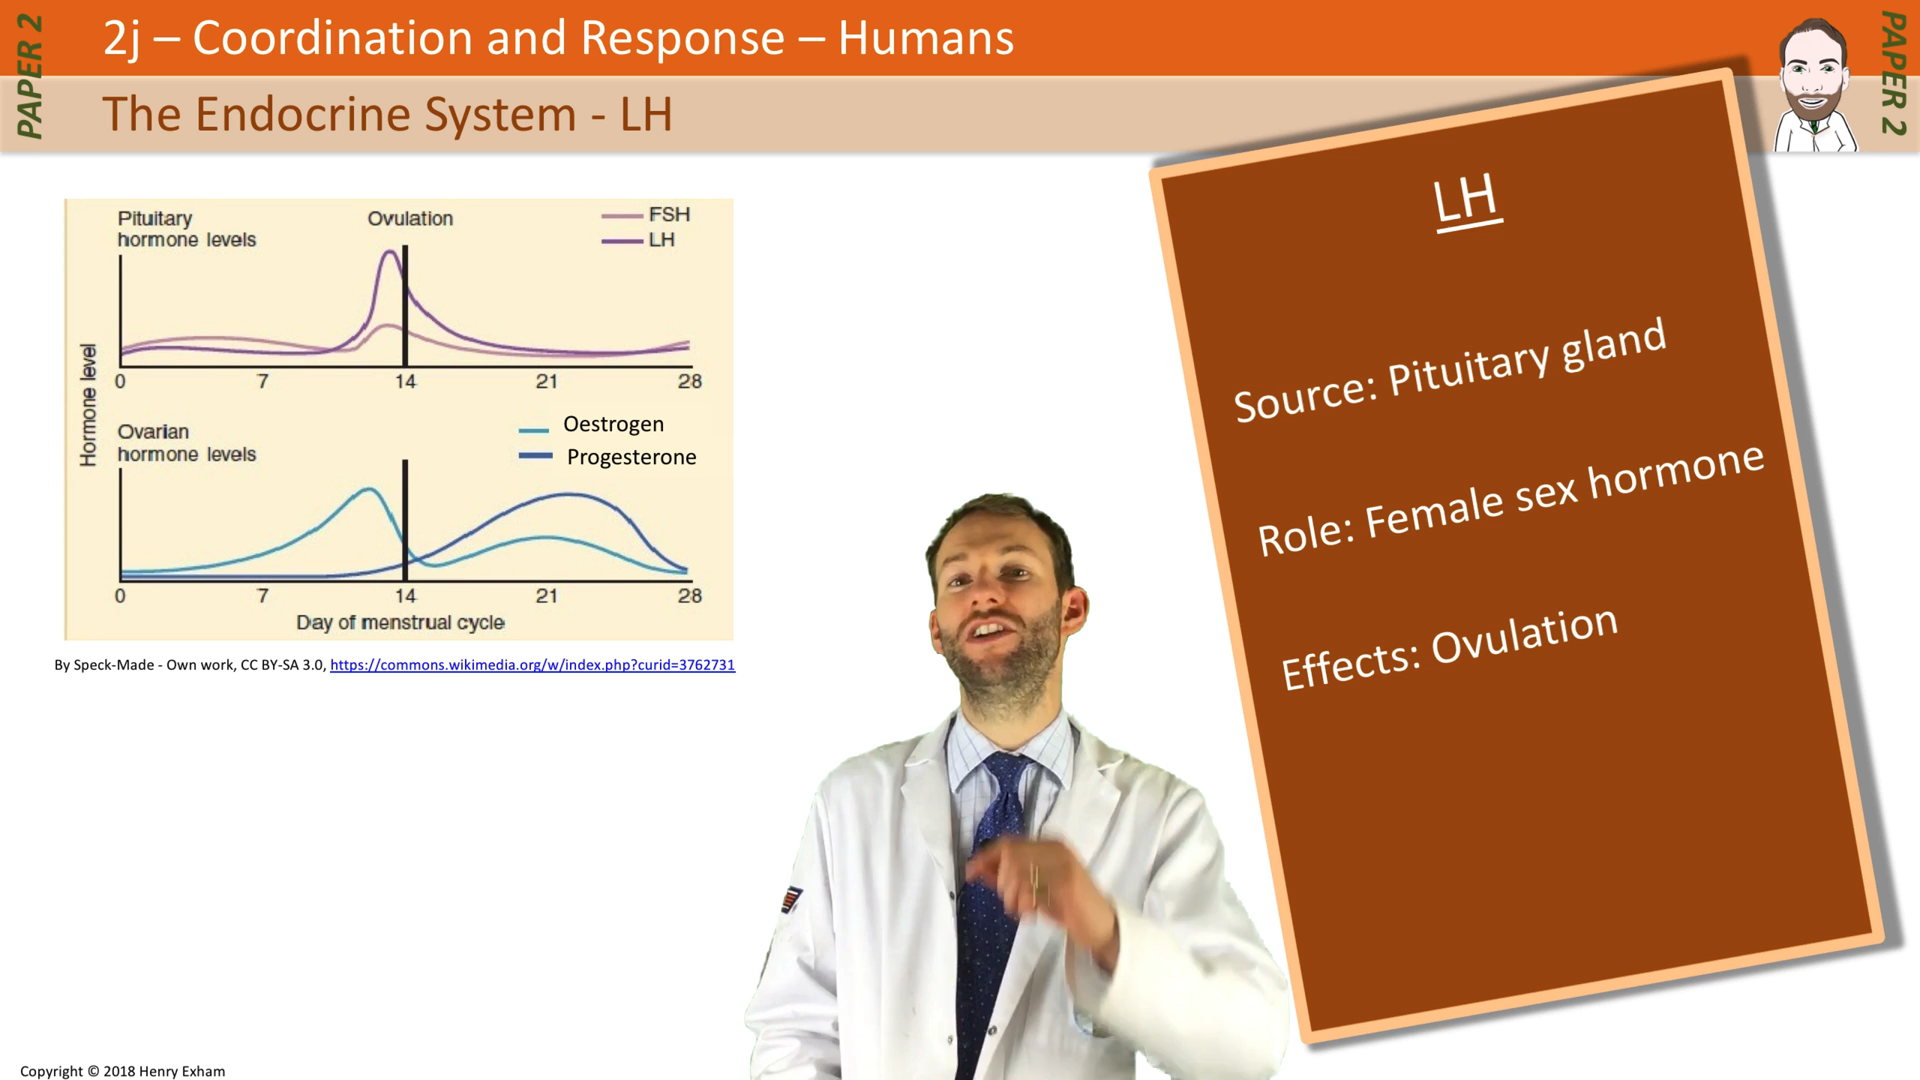 PAPER 2
2j – Coordination and Response – Humans
PAPER 2
The Endocrine System - LH
Pituitary
hormone levels
Ovulation
FSH
LH
0 7 14 21 28
Hormone level
Ovarian
hormone levels
Oestrogen
Progesterone
0 7 14 21 28
Day of menstrual cycle
By Speck-Made - Own work, CC BY-SA 3.0, https://commons.wikimedia.org/w/index.php?curid=3762731
LH
Source: Pituitary gland
Role: Female sex hormone
Effects: Ovulation
Copyright © 2018 Henry Exham